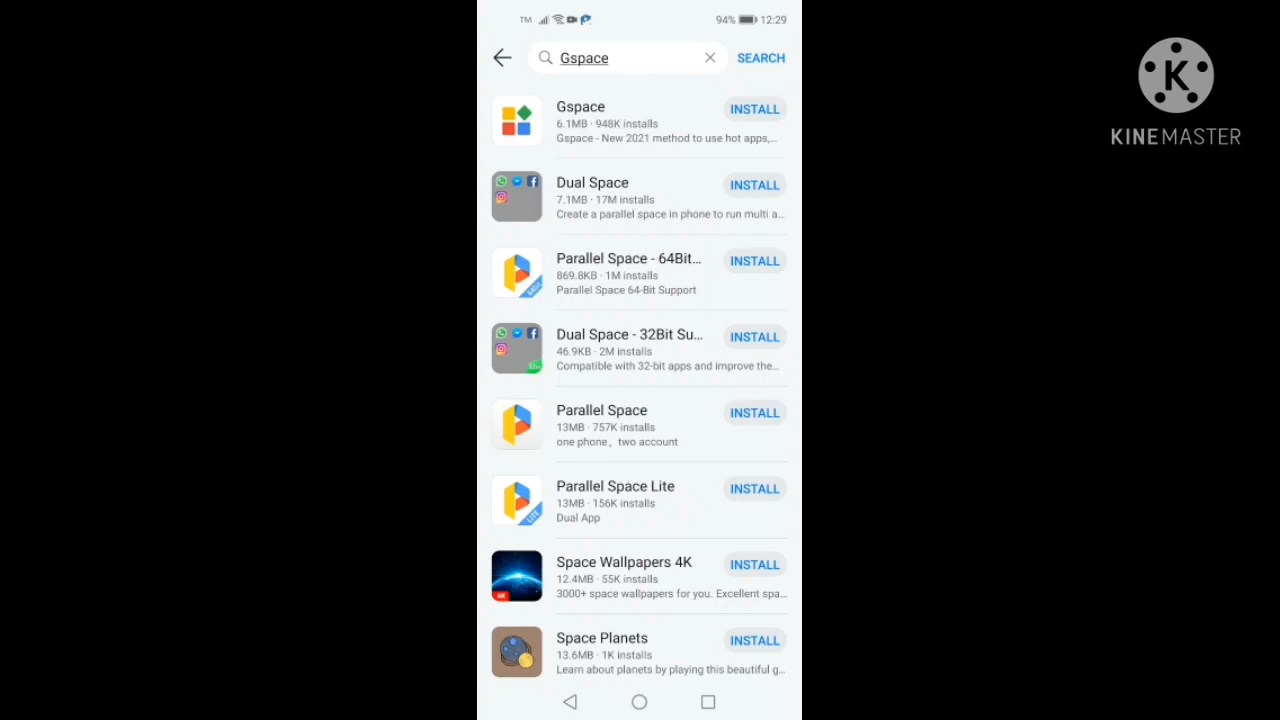 TM 94% 12:29
Gspace SEARCH
Gspace INSTALL
6.1MB · 948K installs
Gspace - New 2021 method to use hot apps,...
Dual Space INSTALL
7.1MB · 17M installs
Create a parallel space in phone to run multi a...
Parallel Space - 64Bit... INSTALL
869.8KB · 1M installs
Parallel Space 64-Bit Support
Dual Space - 32Bit Su... INSTALL
46.9KB · 2M installs
Compatible with 32-bit apps and improve the...
Parallel Space INSTALL
13MB · 757K installs
one phone，two account
Parallel Space Lite INSTALL
13MB · 156K installs
Dual App
LITE
Space Wallpapers 4K INSTALL
12.4MB · 55K installs
3000+ space wallpapers for you. Excellent spa...
4K
Space Planets INSTALL
13.6MB · 1K installs
Learn about planets by playing this beautiful g...
K
KINEMASTER